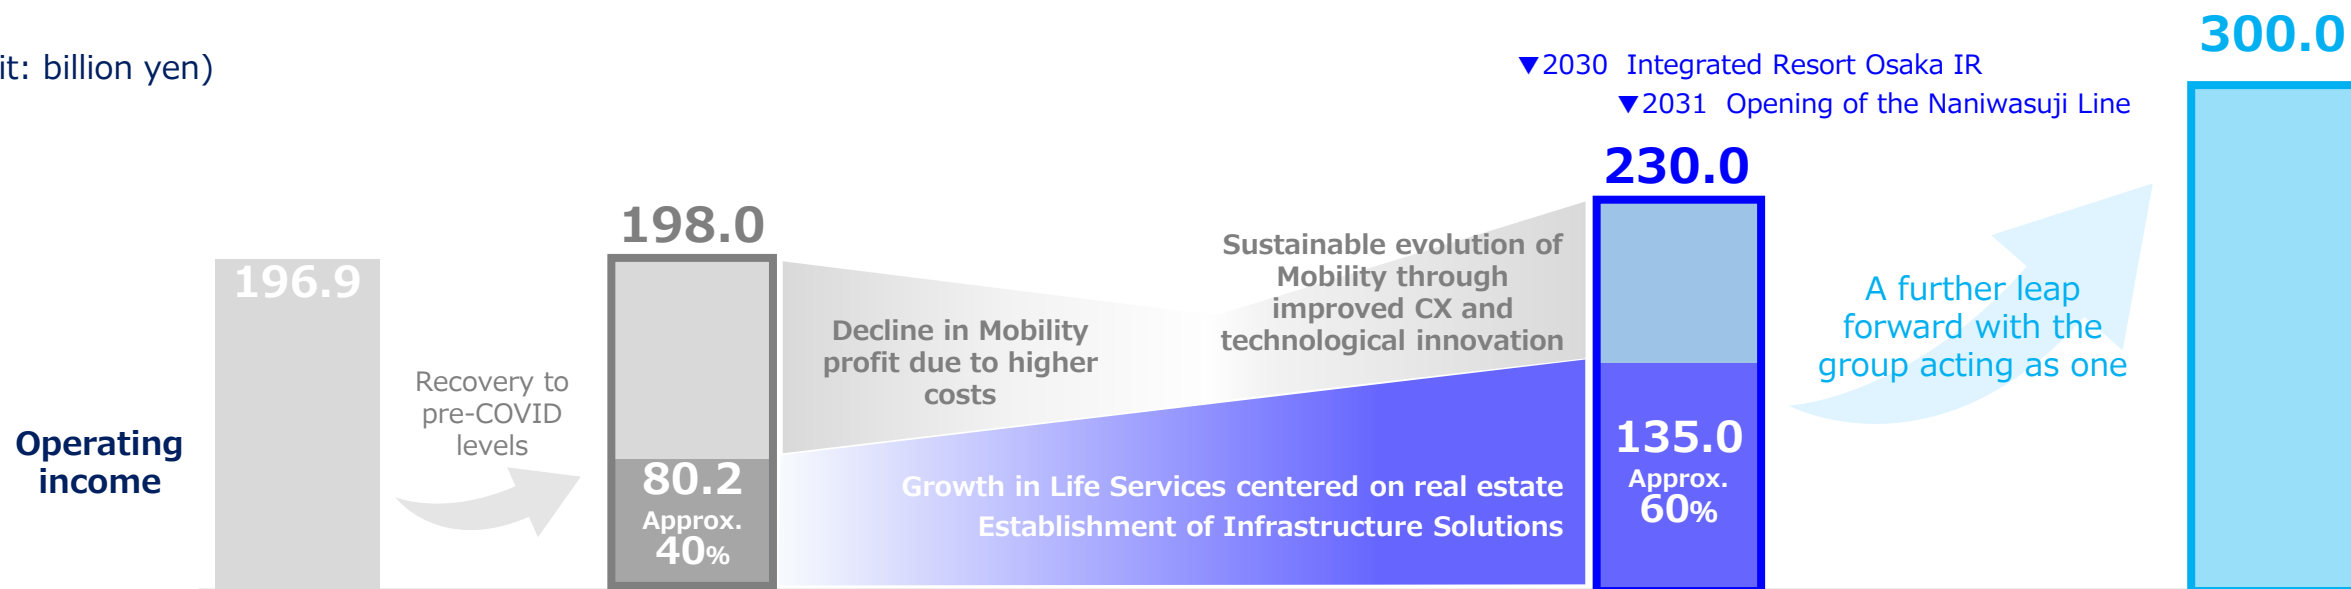 it: billion yen)
300.0
▼2030 Integrated Resort Osaka IR
▼2031 Opening of the Naniwasuji Line
230.0
198.0
196.9
Sustainable evolution of
Mobility through
improved CX and
technological innovation
A further leap
forward with the
group acting as one
Decline in Mobility
profit due to higher
costs
Recovery to
pre-COVID
levels
Operating
income
80.2
Approx.
40%
Growth in Life Services centered on real estate
Establishment of Infrastructure Solutions
135.0
Approx.
60%